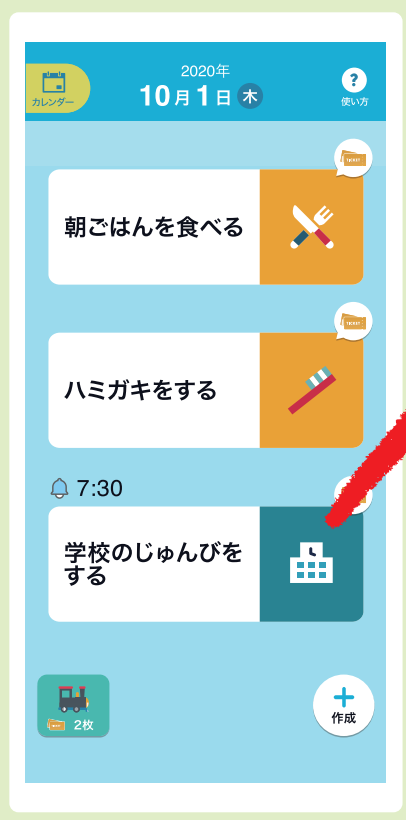 2020年
カレンダー
10月1日 木
?
使い方
TICKET
朝ごはんを食べる
TICKET
ハミガキをする
7:30
学校のじゅんびを
する
2枚
作成